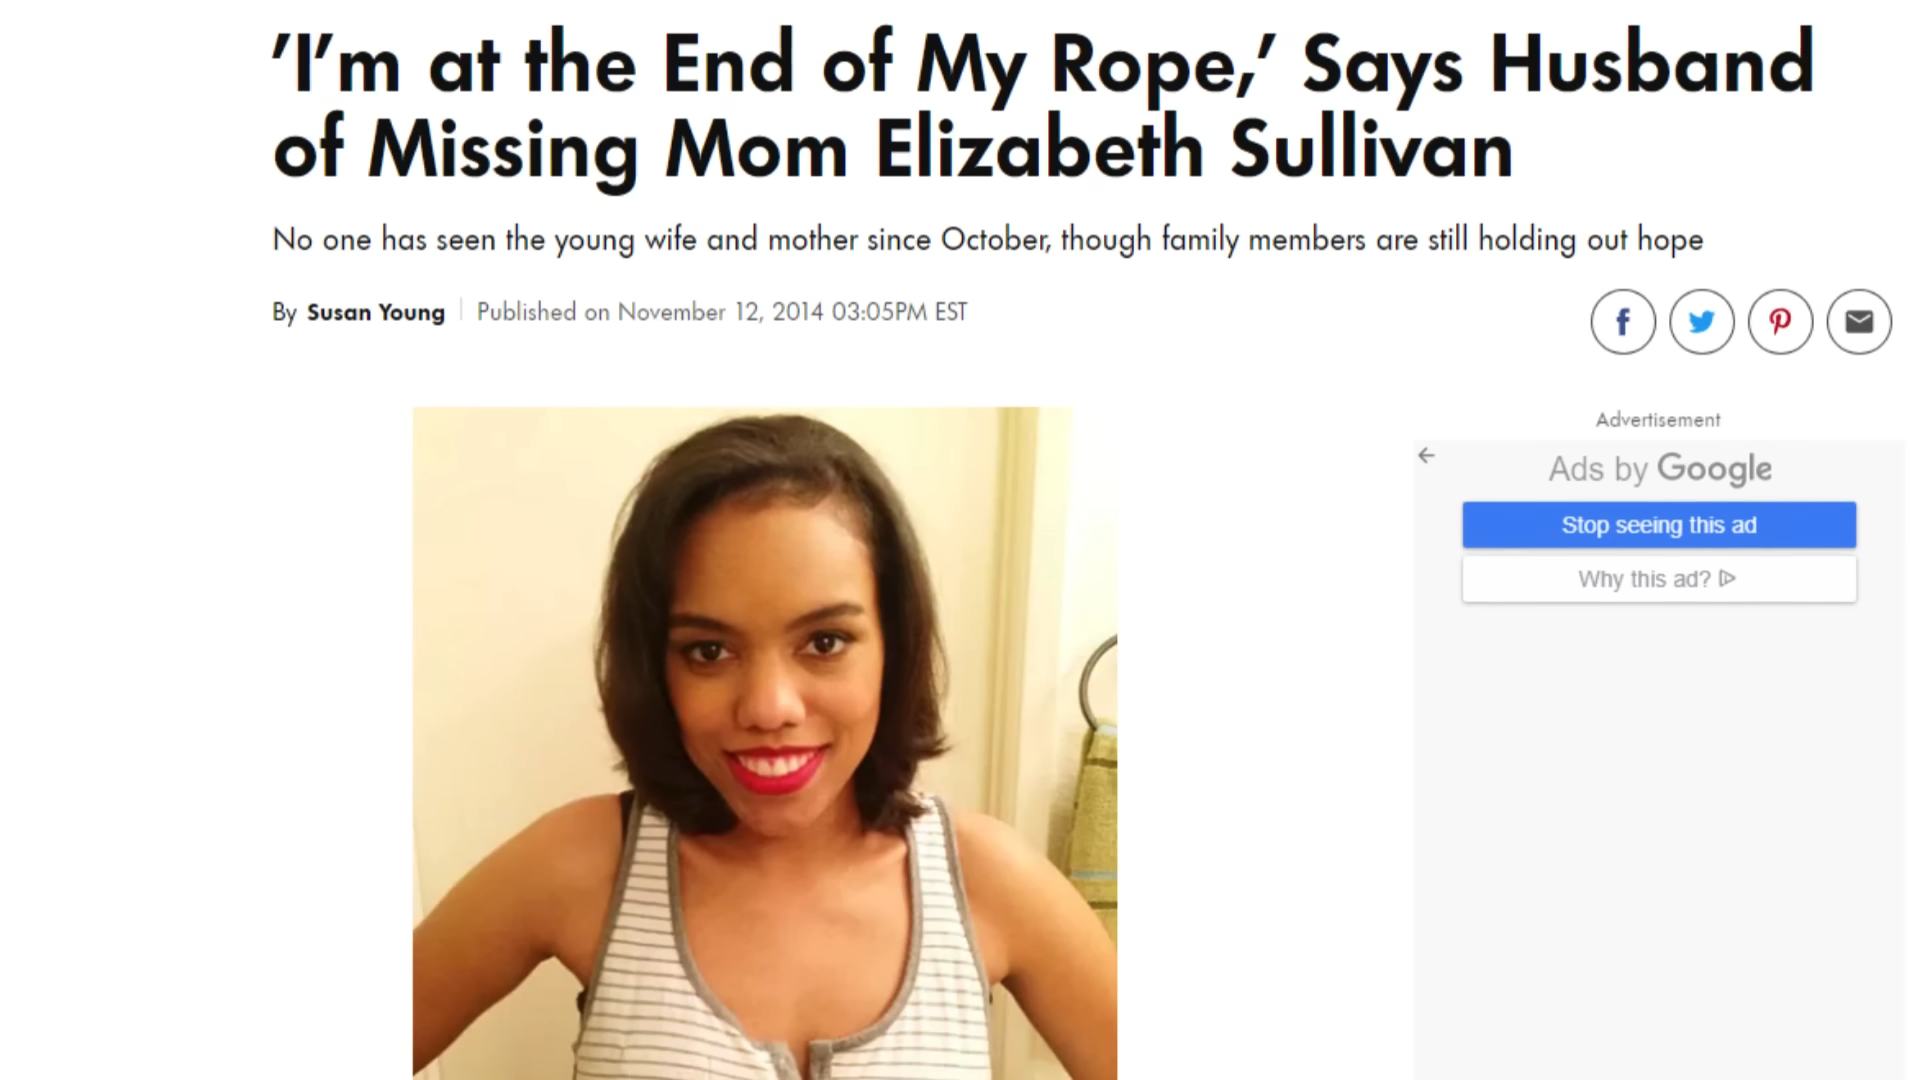 ’I’m at the End of My Rope,’ Says Husband
of Missing Mom Elizabeth Sullivan
No one has seen the young wife and mother since October, though family members are still holding out hope
By Susan Young | Published on November 12, 2014 03:05PM EST
Advertisement
Ads by Google
Stop seeing this ad
Why this ad?